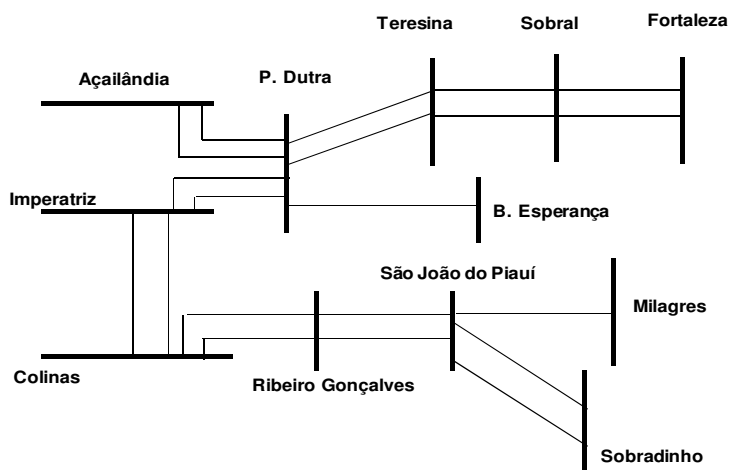 Teresina
Sobral
Fortaleza
Açailândia
P. Dutra
Imperatriz
B. Esperança
São João do Piauí
Milagres
Colinas
Ribeiro Gonçalves
Sobradinho